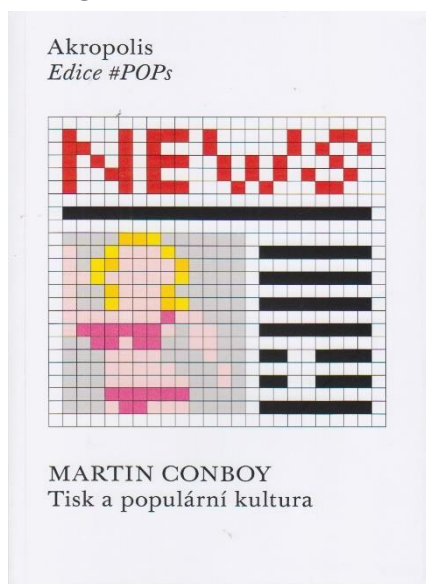 Akropolis
Edice #POPs
NEWS
MARTIN CONBOY
Tisk a populární kultura